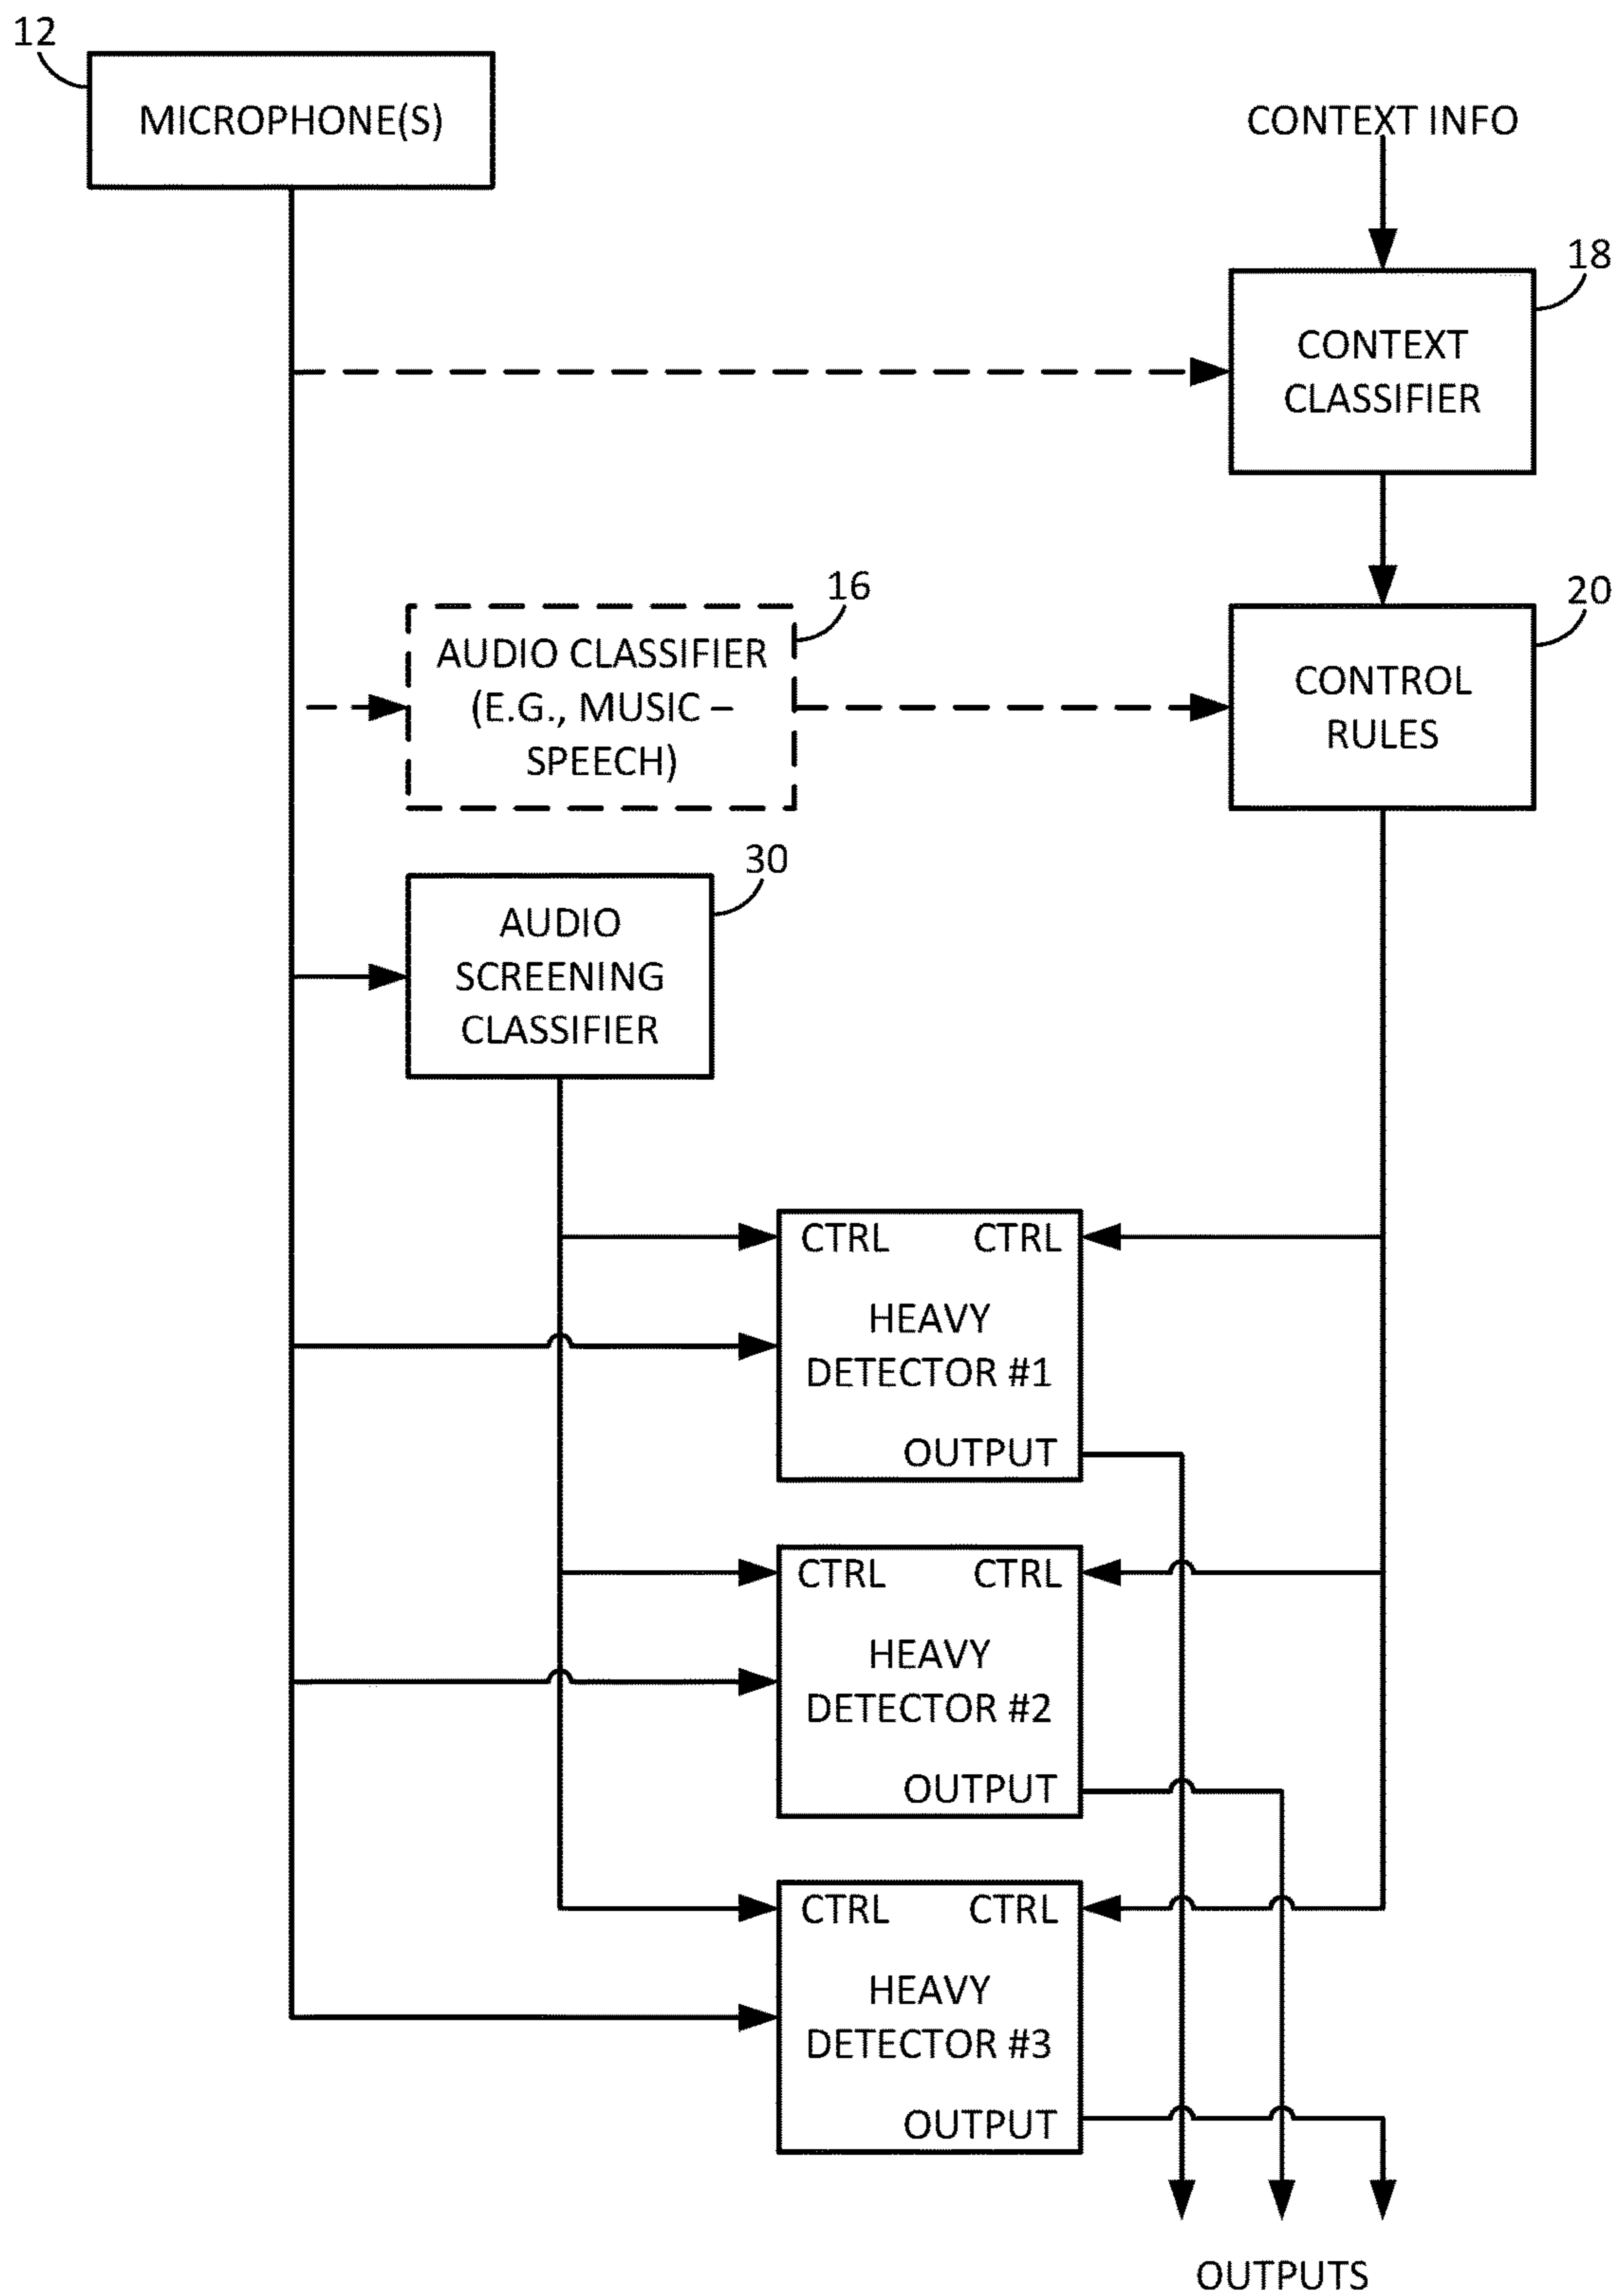 12
MICROPHONE(S)
CONTEXT INFO
18
CONTEXT
CLASSIFIER
16
AUDIO CLASSIFIER
(E.G., MUSIC –
SPEECH)
20
CONTROL
RULES
30
AUDIO
SCREENING
CLASSIFIER
CTRL CTRL
HEAVY
DETECTOR #1
OUTPUT
CTRL CTRL
HEAVY
DETECTOR #2
OUTPUT
CTRL CTRL
HEAVY
DETECTOR #3
OUTPUT
OUTPUTS